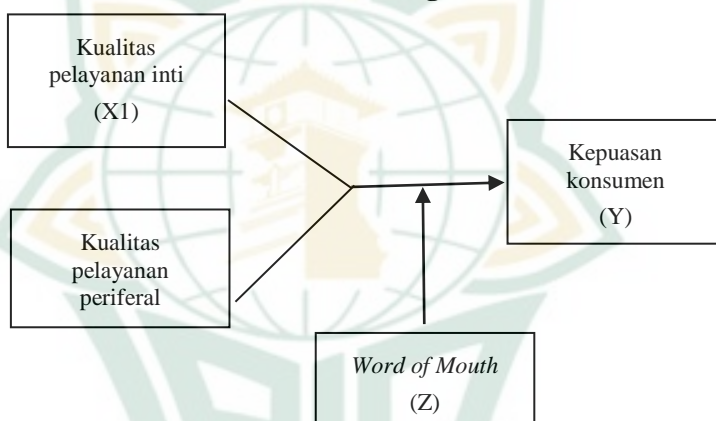 Kualitas
pelayanan inti
(X1)
Kualitas
pelayanan
periferal
Kepuasan
konsumen
(Y)
Word of Mouth
(Z)